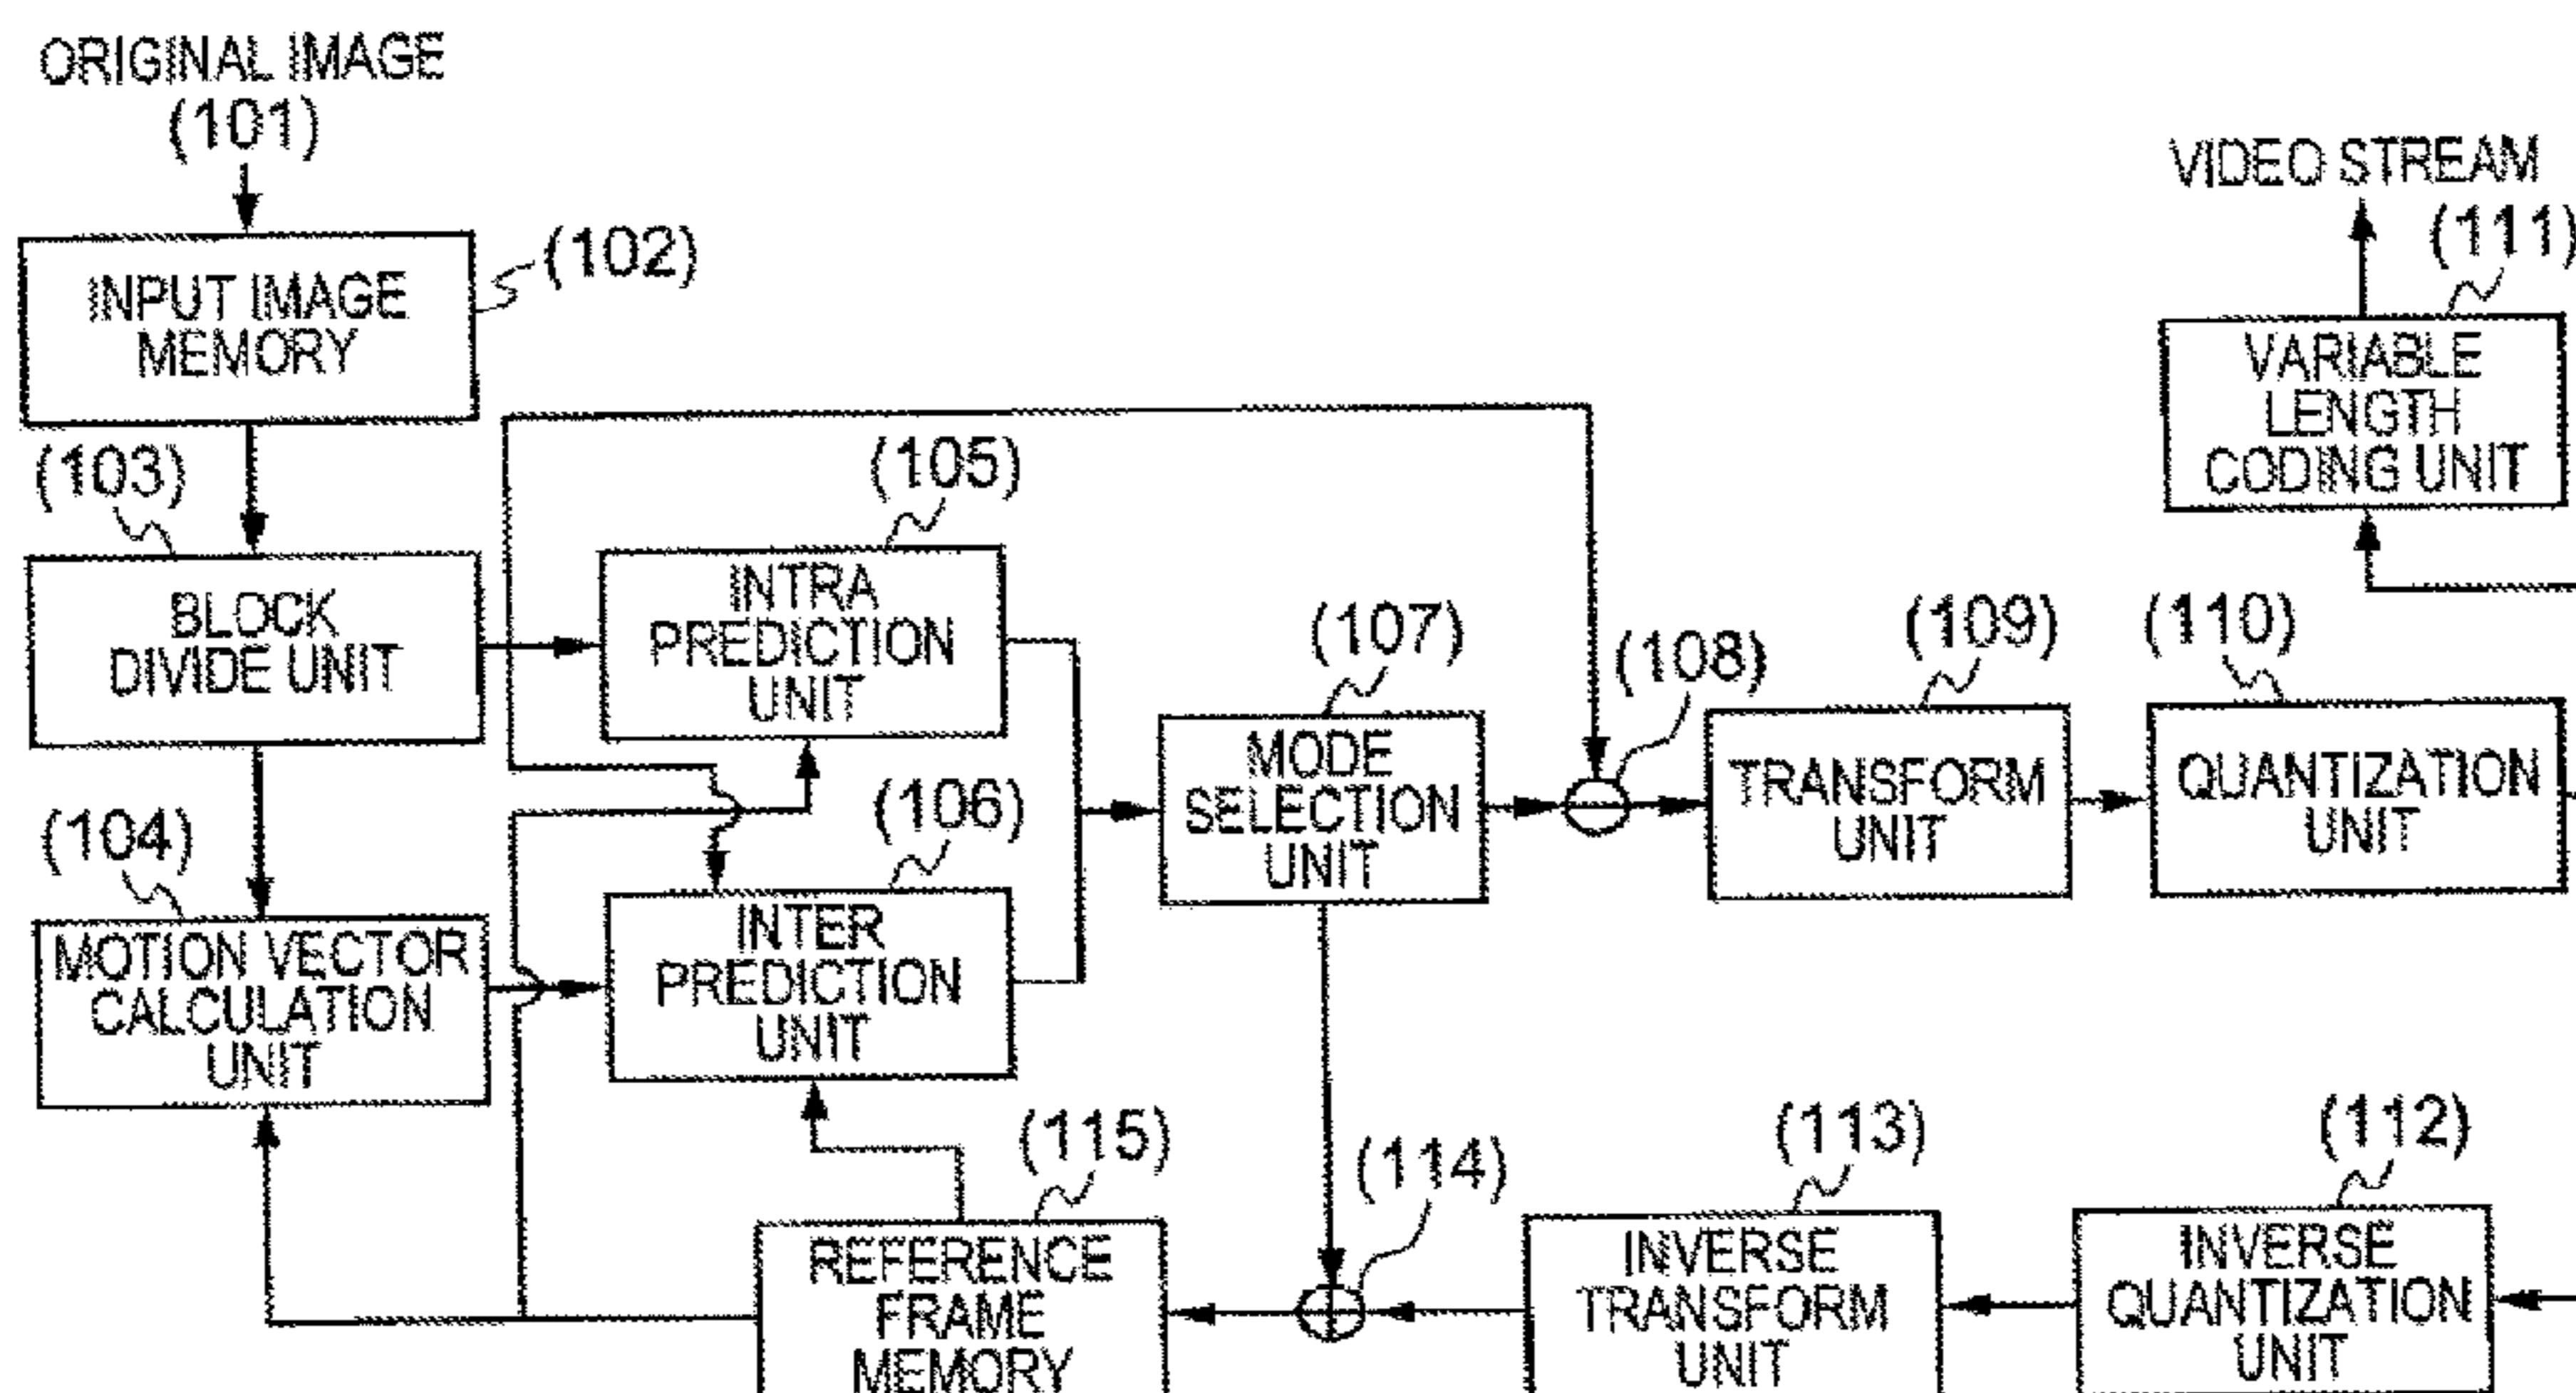 ORIGINAL IMAGE
(101)
VIDEO STREAM
(111)
(102)
INPUT IMAGE
MEMORY
VARIABLE
LENGTH
CODING UNIT
(103)
(105)
BLOCK
DIVIDE UNIT
INTRA
PREDICTION
UNIT
(107)
(108)
(109)
(110)
MODE
SELECTION
UNIT
TRANSFORM
UNIT
QUANTIZATION
UNIT
(104)
(106)
MOTION VECTOR
CALCULATION
UNIT
INTER
PREDICTION
UNIT
(115)
(114)
(113)
(112)
REFERENCE
FRAME
MEMORY
INVERSE
TRANSFORM
UNIT
INVERSE
QUANTIZATION
UNIT